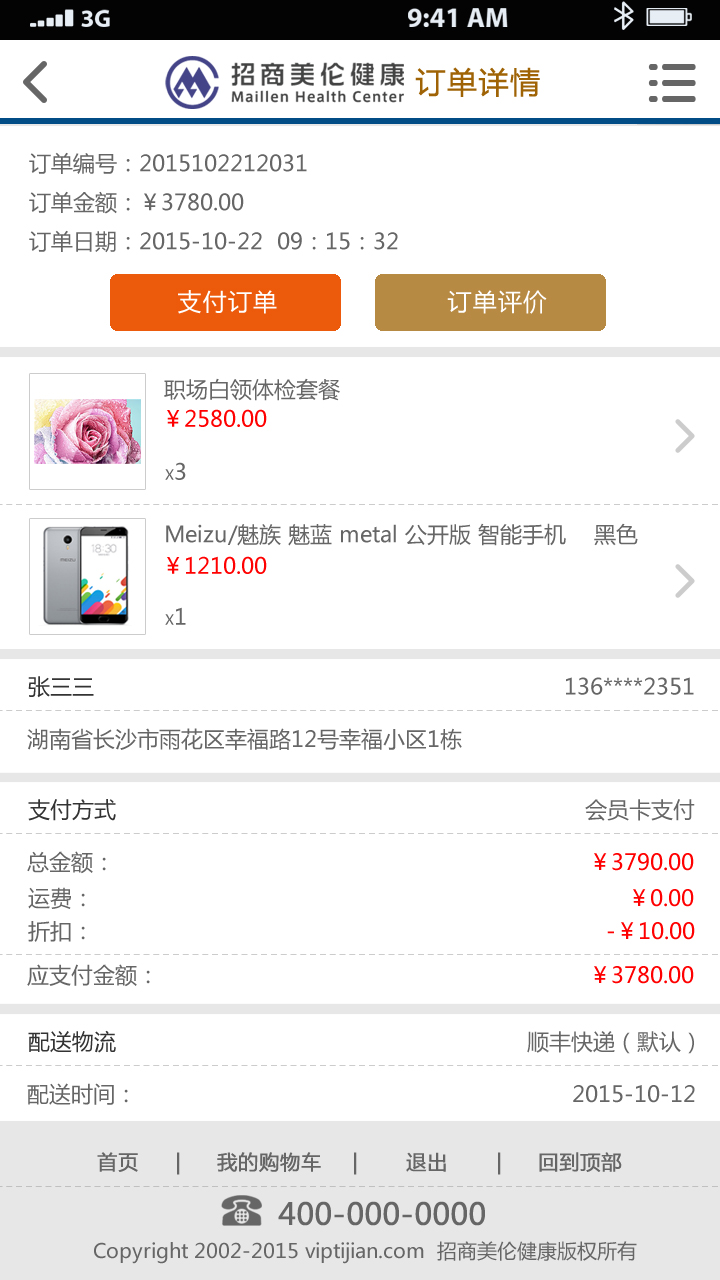 3G 9:41 AM
招商美伦健康 订单详情
Maillen Health Center
订单编号：2015102212031
订单金额：￥3780.00
订单日期：2015-10-22 09：15：32
支付订单 订单评价
职场白领体检套餐
￥2580.00
x3
Meizu/魅族 魅蓝 metal 公开版 智能手机 黑色
￥1210.00
x1
张三三 136****2351
湖南省长沙市雨花区幸福路12号幸福小区1栋
支付方式 会员卡支付
总金额： ￥3790.00
运费： ￥0.00
折扣： -￥10.00
应支付金额： ￥3780.00
配送物流 顺丰快递（默认）
配送时间： 2015-10-12
首页 | 我的购物车 | 退出 | 回到顶部
400-000-0000
Copyright 2002-2015 viptijian.com 招商美伦健康版权所有